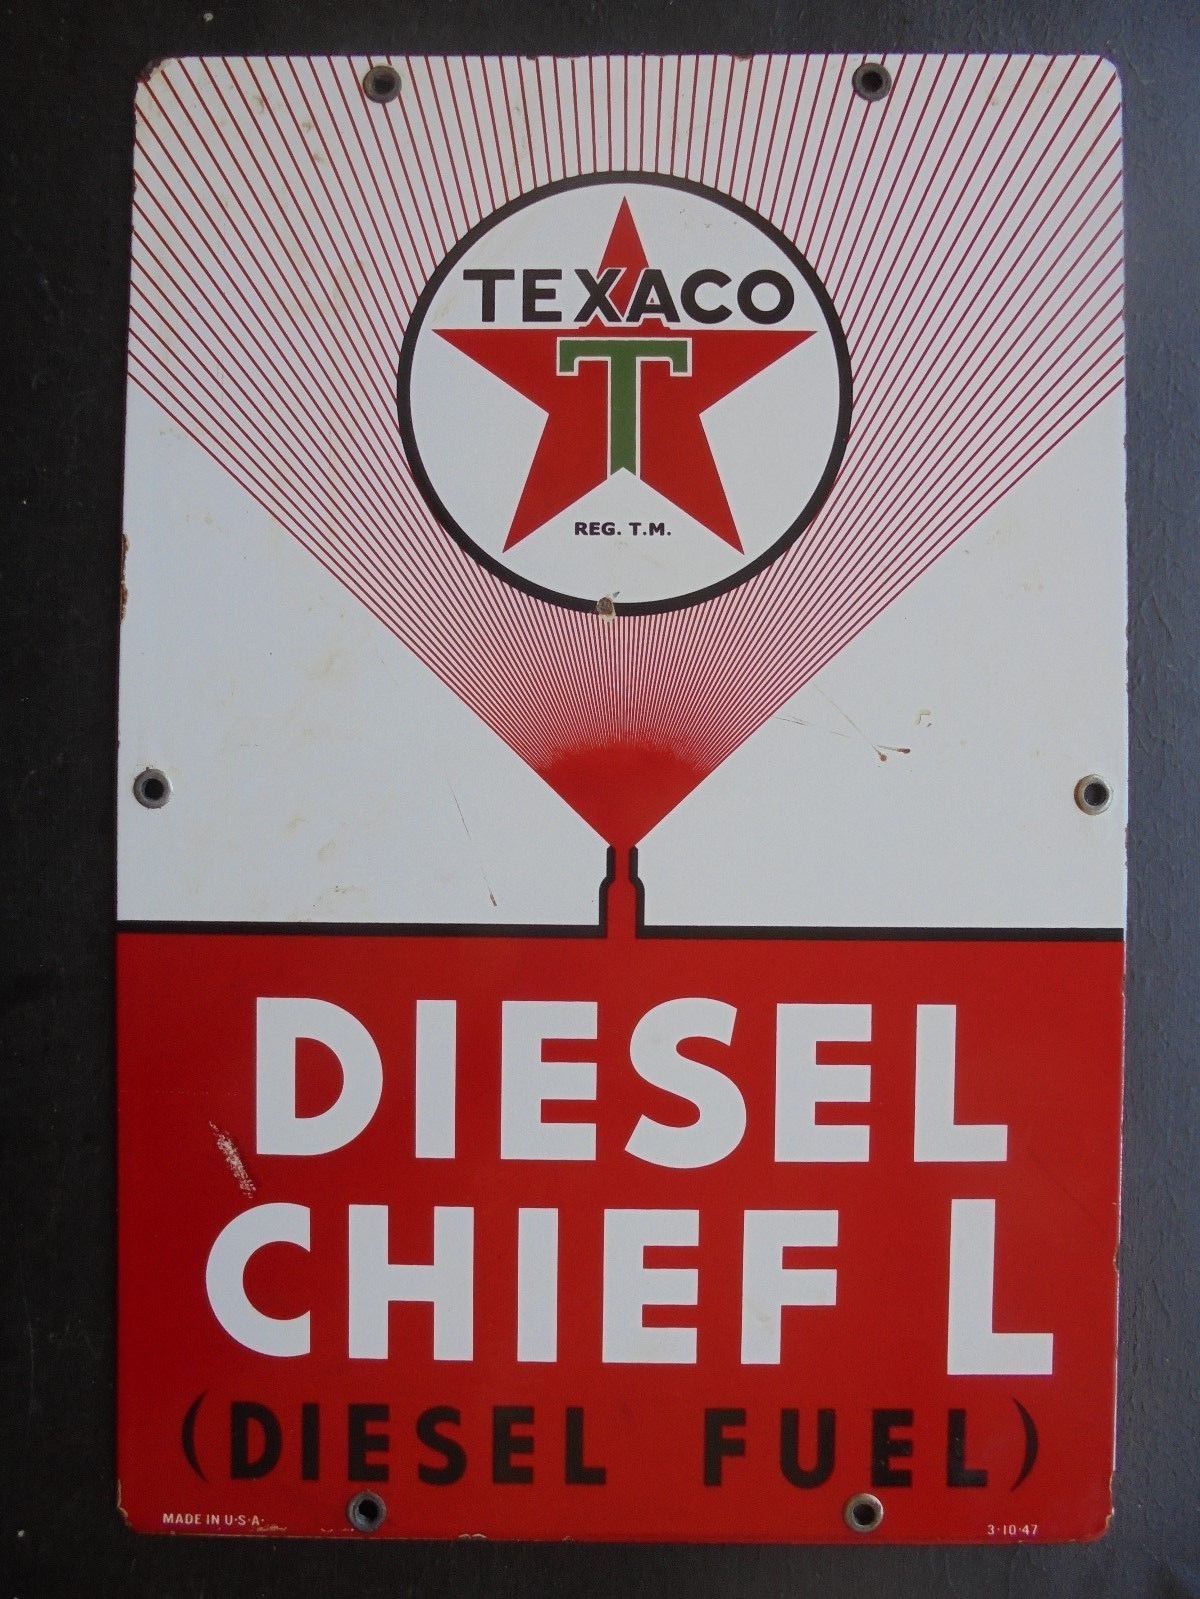 TEXACO
T
REG. T.M.
DIESEL
CHIEF L
(DIESEL FUEL)
MADE IN U·S·A·
3·10·47